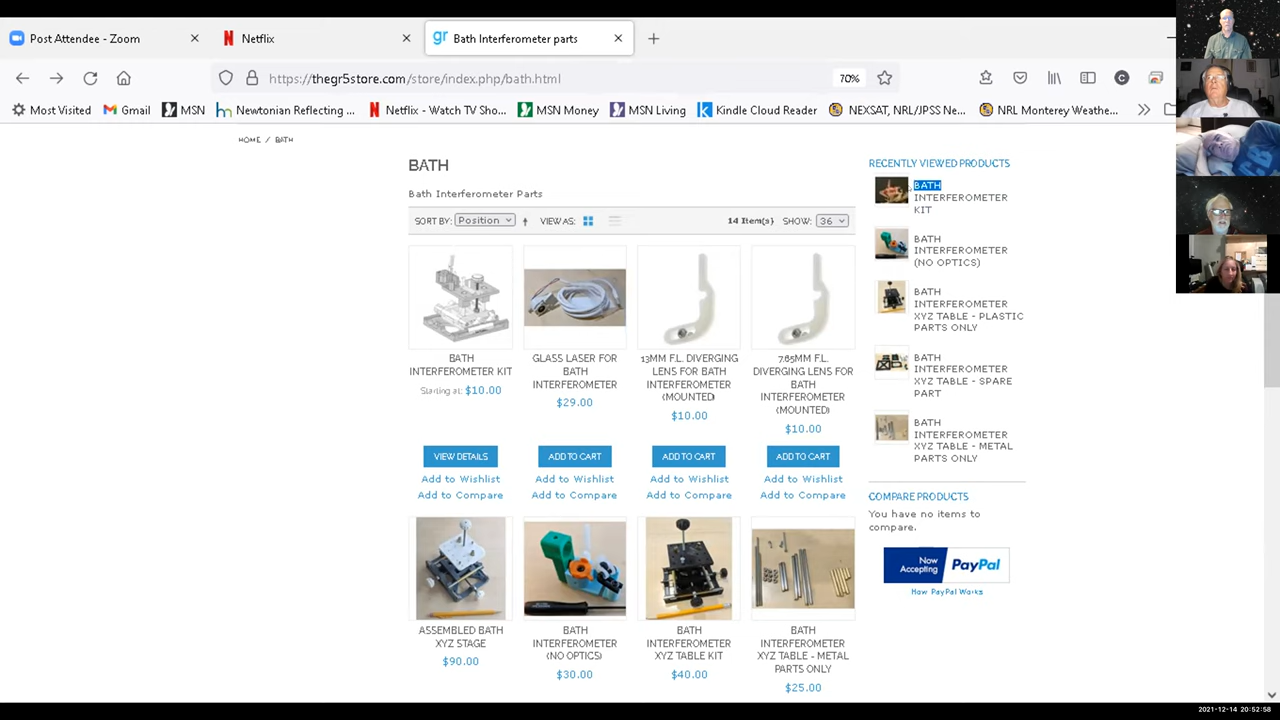 Post Attendee - Zoom
Netflix
gr Bath Interferometer parts
https://thegr5store.com/store/index.php/bath.html
70%
C
Most Visited
Gmail
MSN
Newtonian Reflecting ...
Netflix - Watch TV Sho...
MSN Money
MSN Living
Kindle Cloud Reader
NEXSAT, NRL/JPSS Ne...
NRL Monterey Weathe...
HOME / BATH
BATH
Bath Interferometer Parts
SORT BY: Position
VIEW AS:
14 Item(s)
SHOW: 36
BATH
INTERFEROMETER KIT
Starting at: $10.00
VIEW DETAILS
Add to Wishlist
Add to Compare
GLASS LASER FOR
BATH
INTERFEROMETER
$29.00
ADD TO CART
Add to Wishlist
Add to Compare
13MM F.L. DIVERGING
LENS FOR BATH
INTERFEROMETER
(MOUNTED)
$10.00
ADD TO CART
Add to Wishlist
Add to Compare
7.65MM F.L.
DIVERGING LENS FOR
BATH
INTERFEROMETER
(MOUNTED)
$10.00
ADD TO CART
Add to Wishlist
Add to Compare
ASSEMBLED BATH
XYZ STAGE
$90.00
BATH
INTERFEROMETER
(NO OPTICS)
$30.00
BATH
INTERFEROMETER
XYZ TABLE KIT
$40.00
BATH
INTERFEROMETER
XYZ TABLE - METAL
PARTS ONLY
$25.00
RECENTLY VIEWED PRODUCTS
BATH
INTERFEROMETER
KIT
BATH
INTERFEROMETER
(NO OPTICS)
BATH
INTERFEROMETER
XYZ TABLE - PLASTIC
PARTS ONLY
BATH
INTERFEROMETER
XYZ TABLE - SPARE
PART
BATH
INTERFEROMETER
XYZ TABLE - METAL
PARTS ONLY
COMPARE PRODUCTS
You have no items to
compare.
Now
Accepting
PayPal
How PayPal Works
2021-12-14 20:52:58